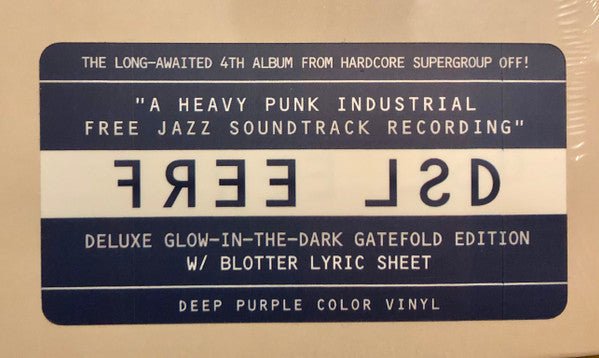 THE LONG-AWAITED 4TH ALBUM FROM HARDCORE SUPERGROUP OFF!
"A HEAVY PUNK INDUSTRIAL
FREE JAZZ SOUNDTRACK RECORDING"
FREE LSD
DELUXE GLOW-IN-THE-DARK GATEFOLD EDITION
W/ BLOTTER LYRIC SHEET
DEEP PURPLE COLOR VINYL